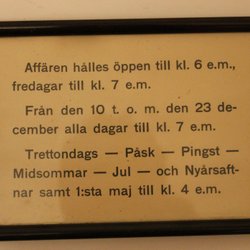 Affären hålles öppen till kl. 6 e.m.,
fredagar till kl. 7 e.m.
Från den 10 t. o. m. den 23 de-
cember alla dagar till kl. 7 e.m.
Trettondags — Påsk — Pingst —
Midsommar — Jul — och Nyårsaft-
nar samt 1:sta maj till kl. 4 e.m.